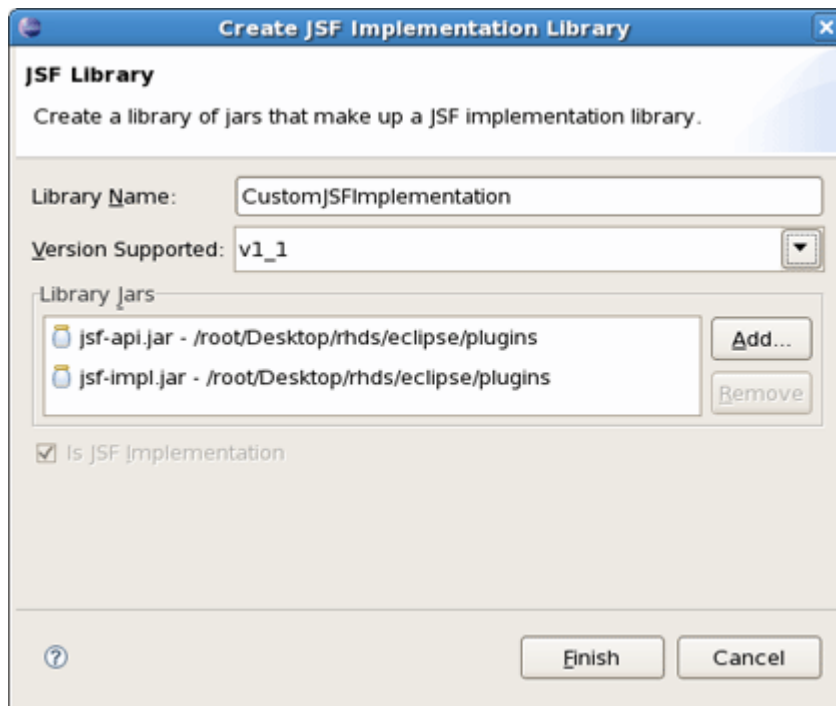 Create JSF Implementation Library
JSF Library
Create a library of jars that make up a JSF implementation library.
Library Name: CustomJSFImplementation
Version Supported: v1_1
Library Jars
jsf-api.jar - /root/Desktop/rhds/eclipse/plugins
Add...
jsf-impl.jar - /root/Desktop/rhds/eclipse/plugins
Remove
Is JSF Implementation
Finish Cancel